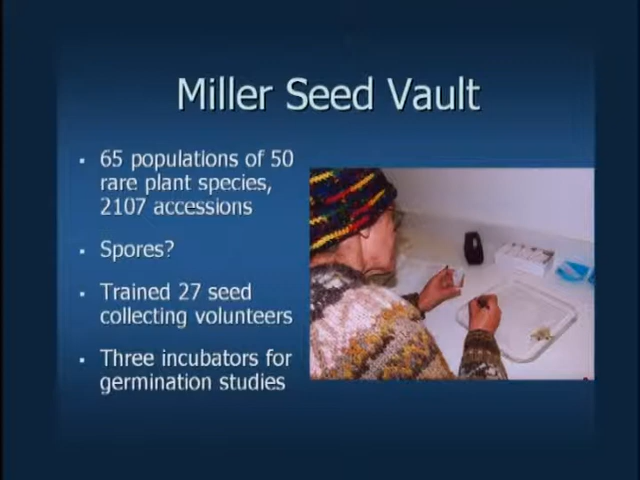 Miller Seed Vault
▪ 65 populations of 50
rare plant species,
2107 accessions
▪ Spores?
▪ Trained 27 seed
collecting volunteers
▪ Three incubators for
germination studies